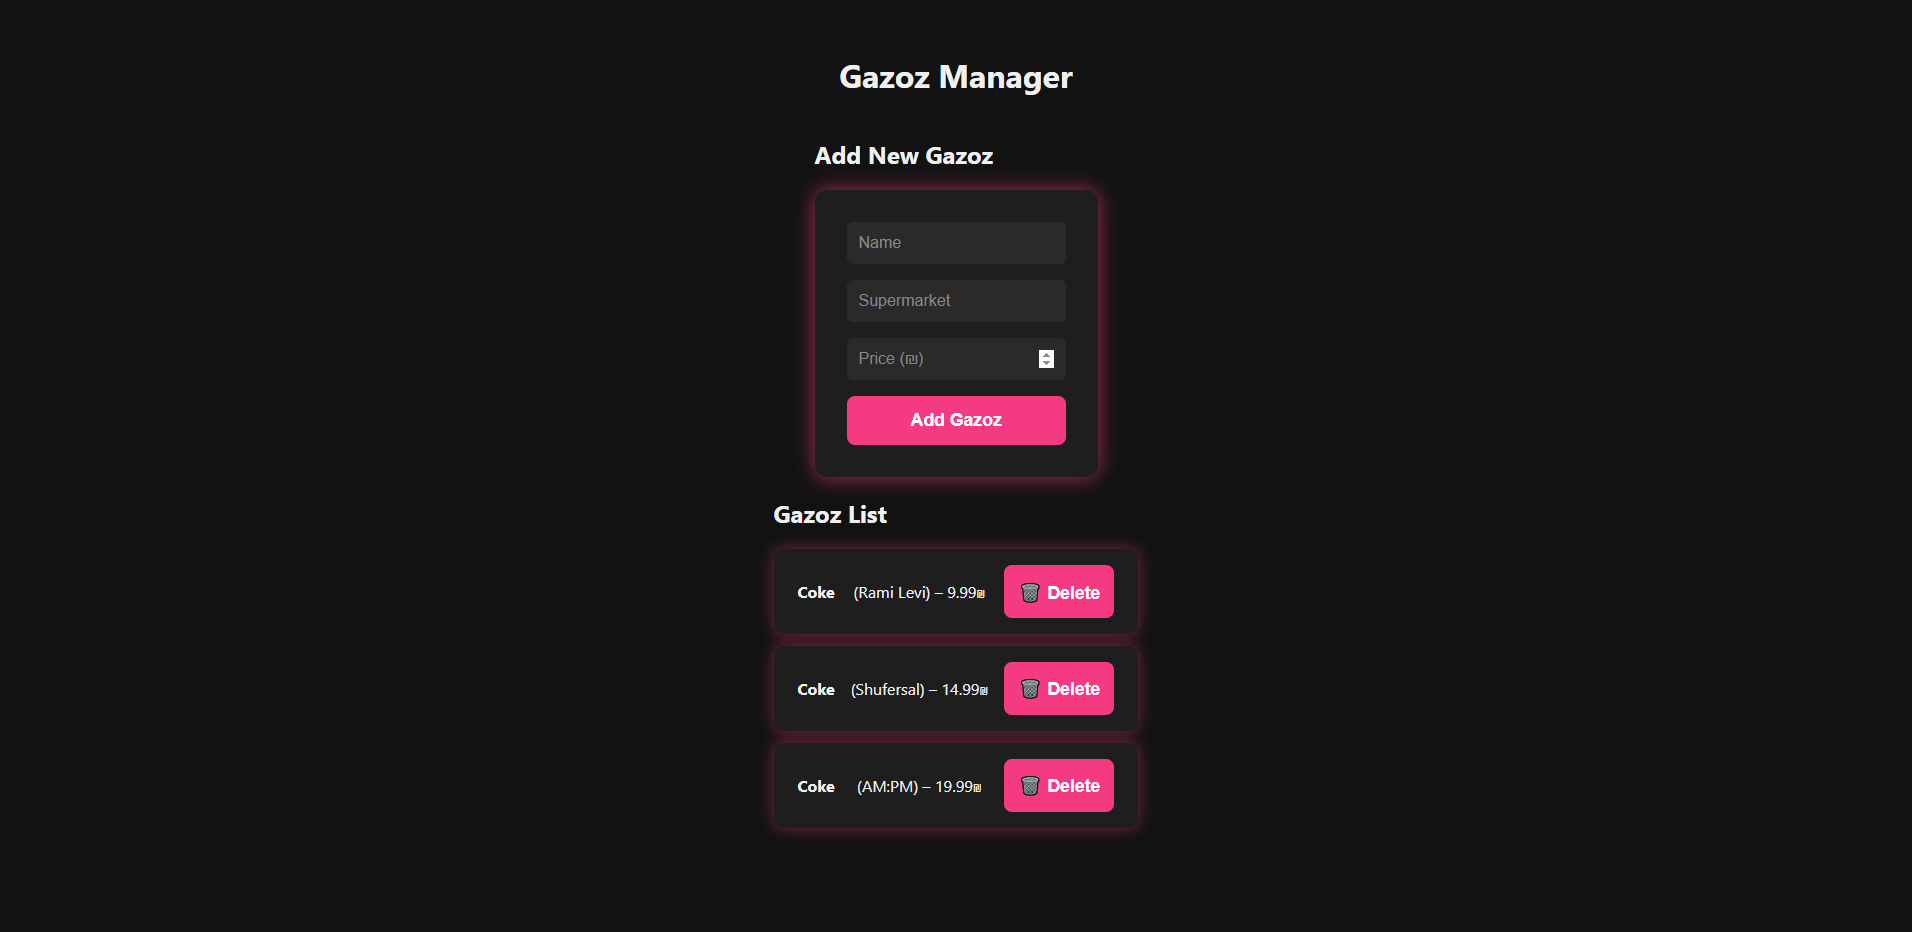 Gazoz Manager
Add New Gazoz
Name
Supermarket
Price (₪)
Add Gazoz
Gazoz List
Coke (Rami Levi) – 9.99₪ 🗑️ Delete
Coke (Shufersal) – 14.99₪ 🗑️ Delete
Coke (AM:PM) – 19.99₪ 🗑️ Delete